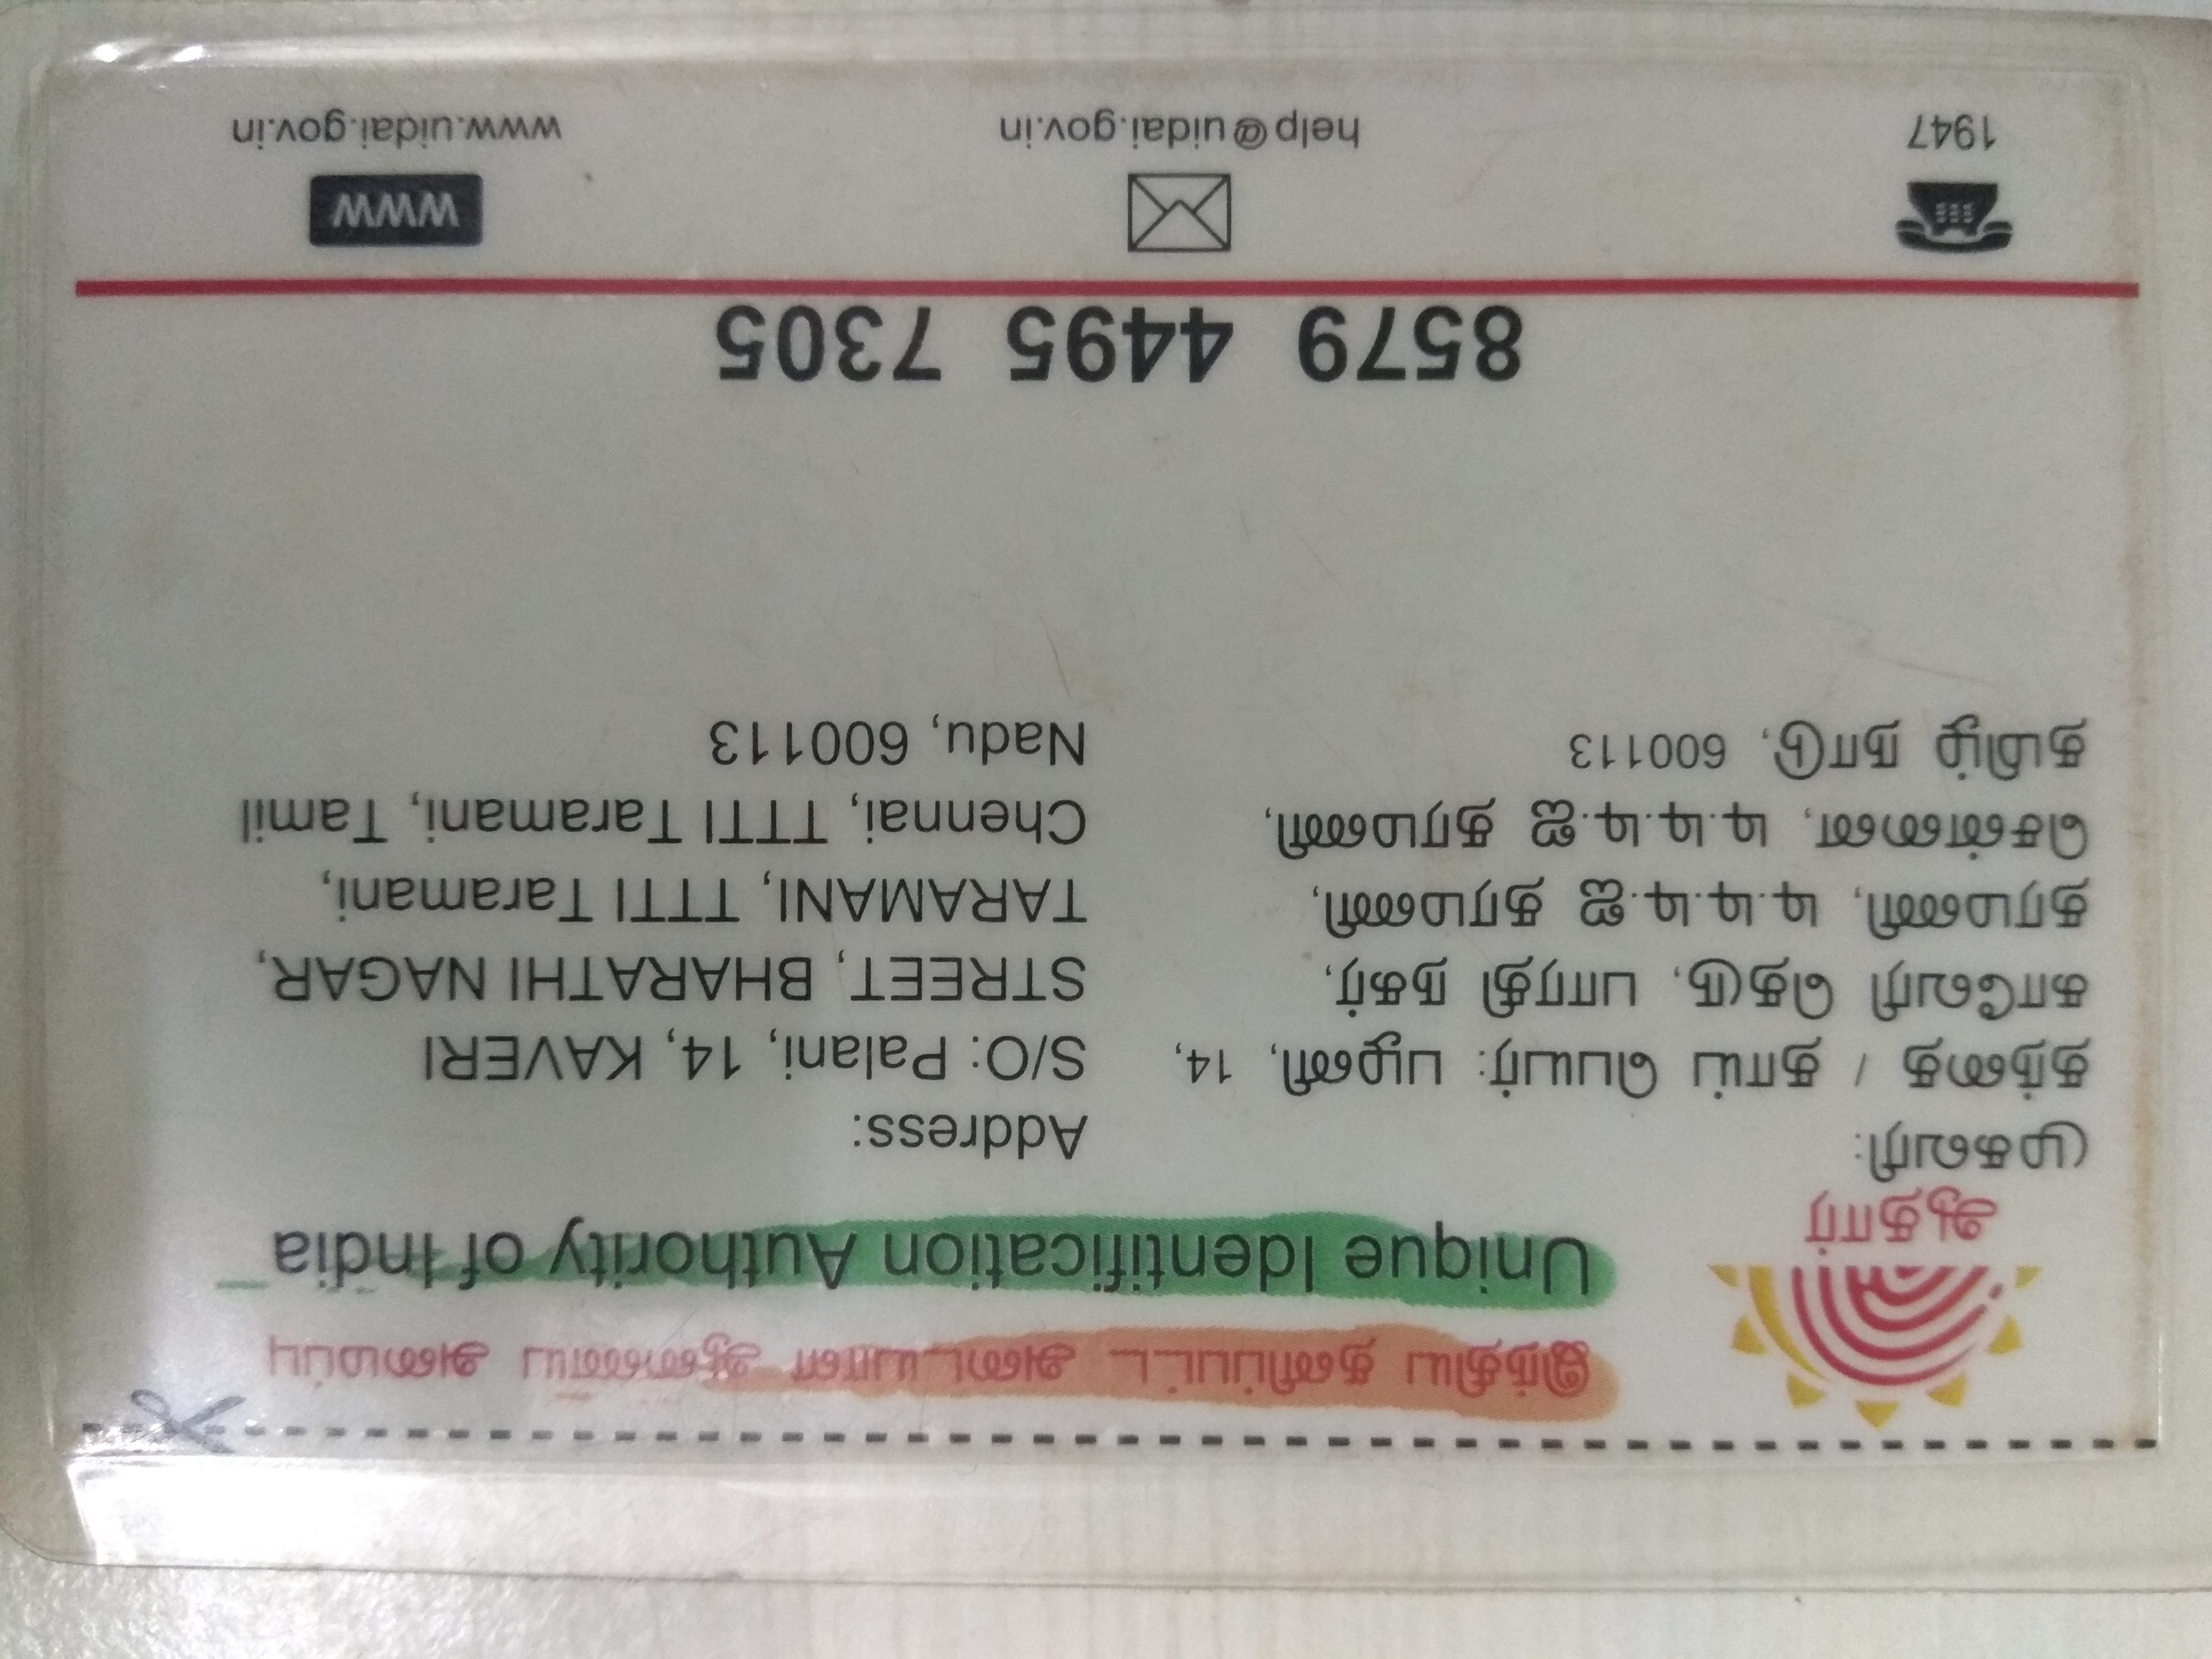 இந்திய தனிப்பட்ட அடையாள ஆணைய அமைப்பு
Unique Identification Authority of India
ஆதார்
முகவரி:
தந்தை / தாய் பெயர்: பழனி, 14,
காவேரி தெரு, பாரதி நகர்,
தரமணி, டி.டி.டி.ஐ தரமணி,
சென்னை, டி.டி.டி.ஐ தரமணி,
தமிழ் நாடு, 600113
Address:
S/O: Palani, 14, KAVERI
STREET, BHARATHI NAGAR,
TARAMANI, TTTI Taramani,
Chennai, TTTI Taramani, Tamil
Nadu, 600113
8579 4495 7305
1947
help@uidai.gov.in
WWW
www.uidai.gov.in